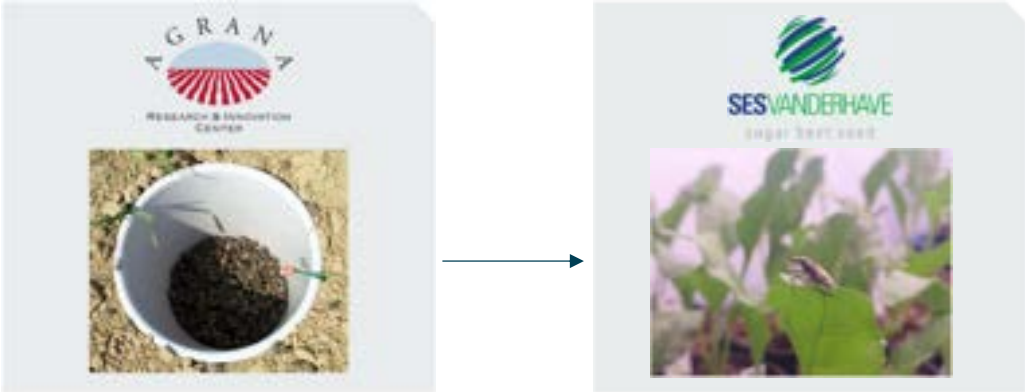 AGRANA
RESEARCH & INNOVATION
CENTER
SESVANDERHAVE
sugar beet seed